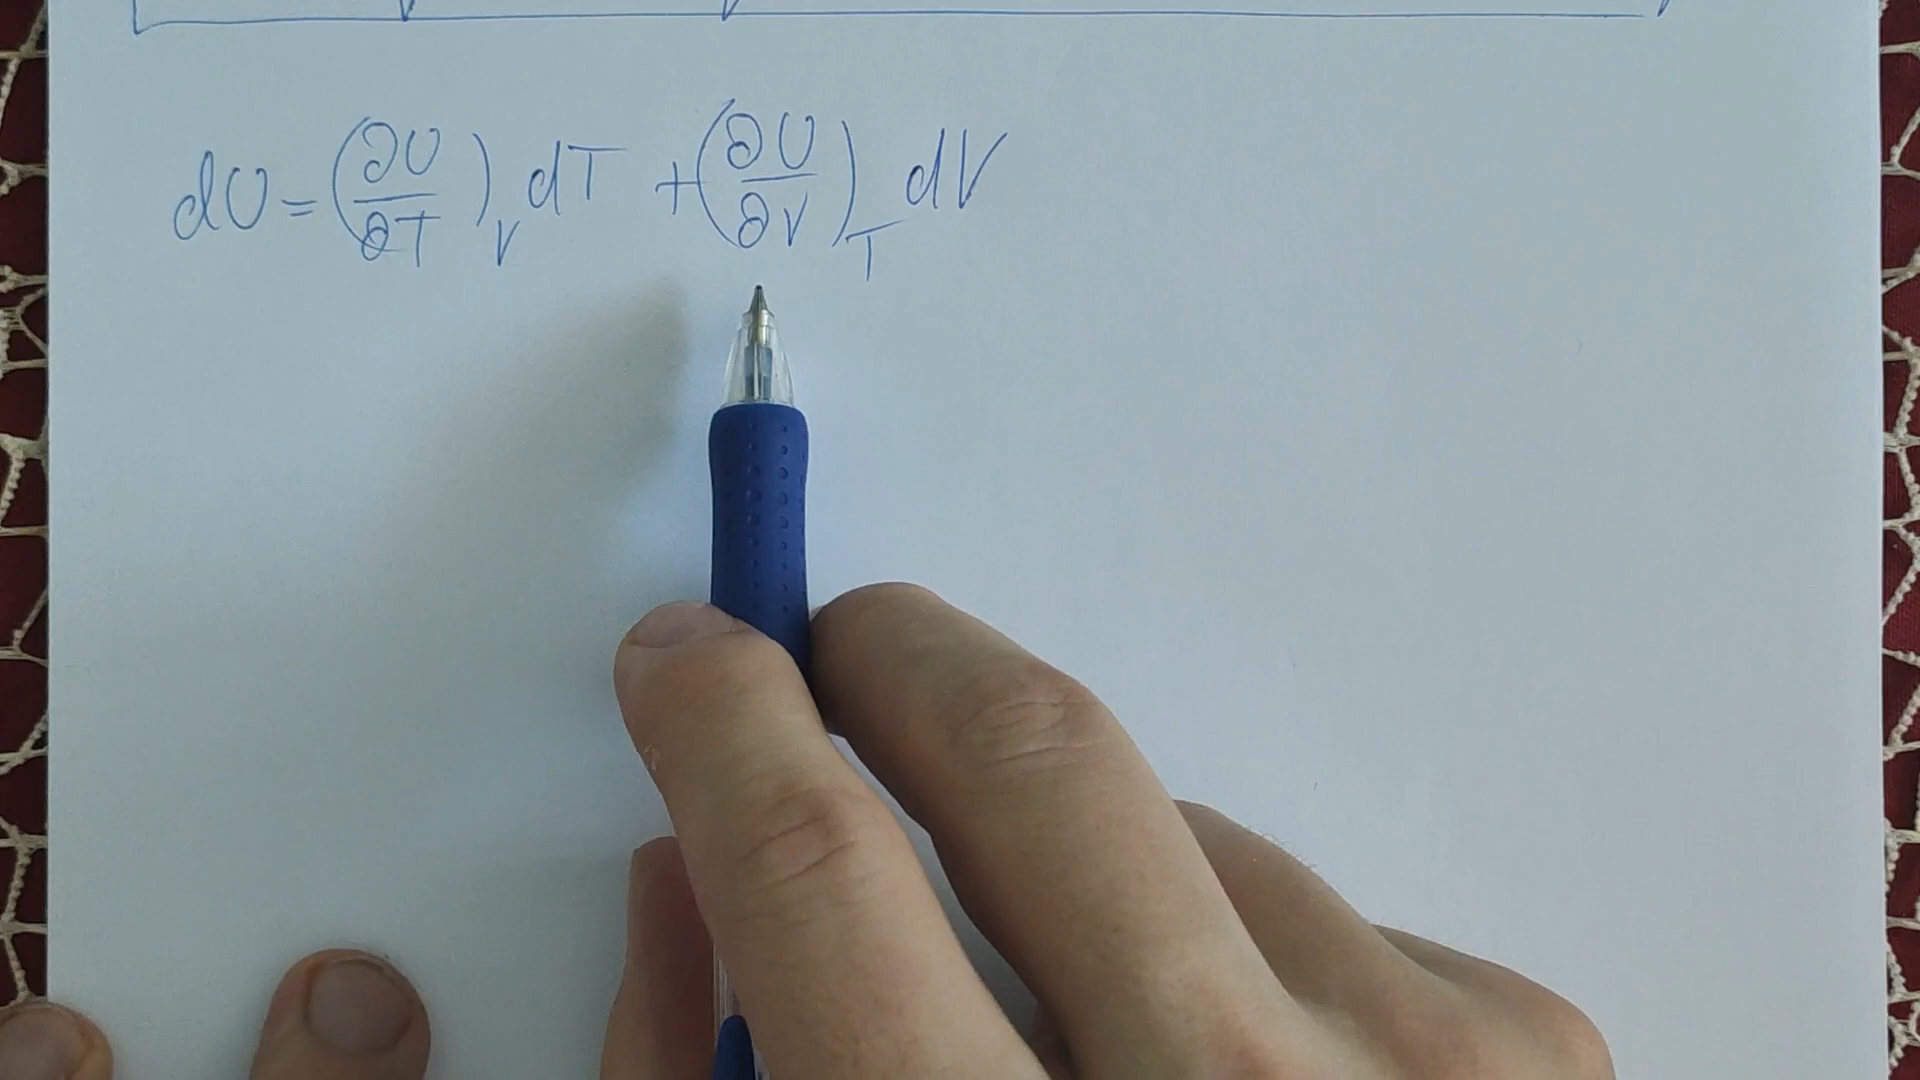 dU = (∂U/∂T)_V dT + (∂U/∂V)_T dV